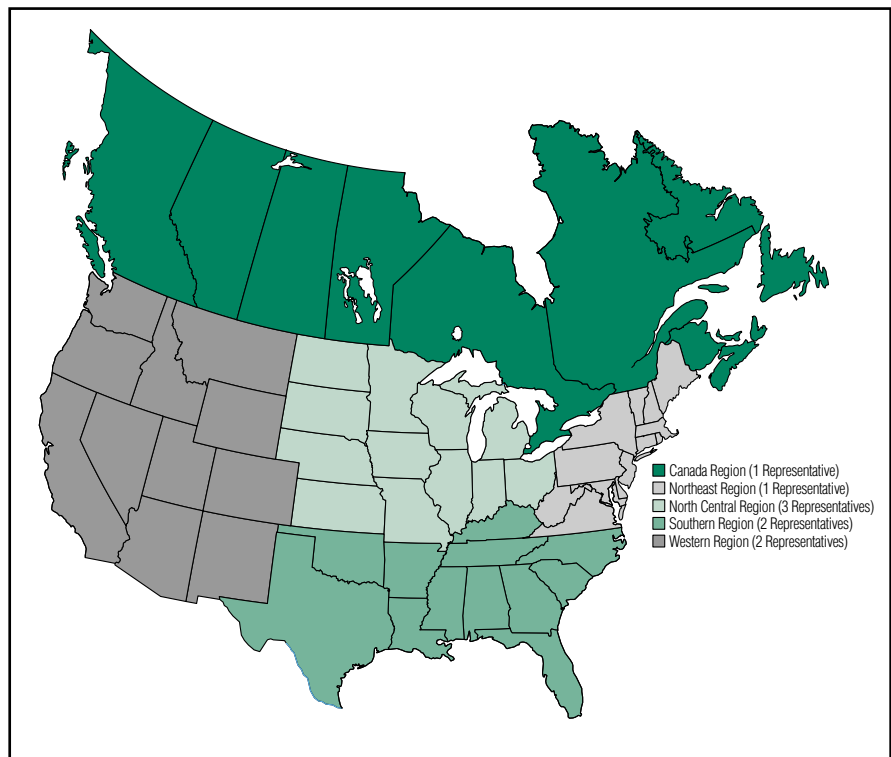 Canada Region (1 Representative)
Northeast Region (1 Representative)
North Central Region (3 Representatives)
Southern Region (2 Representatives)
Western Region (2 Representatives)